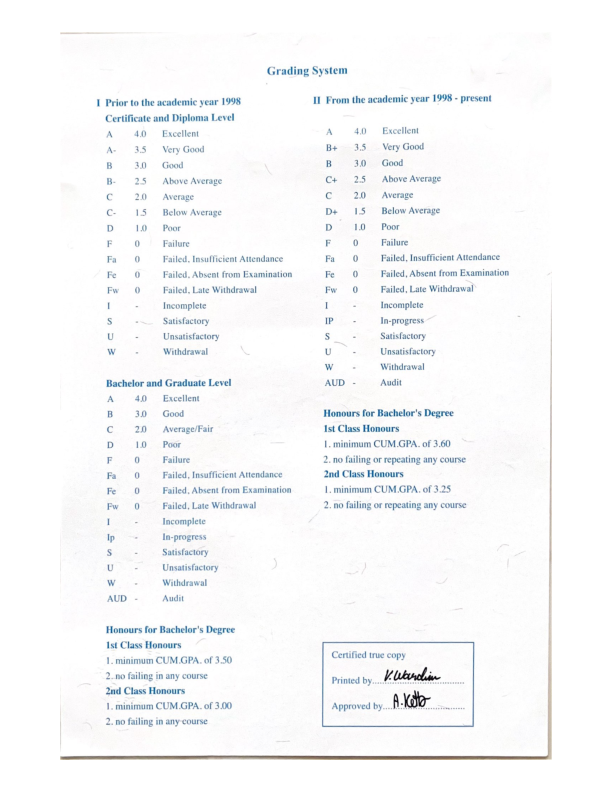 Grading System
I Prior to the academic year 1998
Certificate and Diploma Level
A 4.0 Excellent
A- 3.5 Very Good
B 3.0 Good
B- 2.5 Above Average
C 2.0 Average
C- 1.5 Below Average
D 1.0 Poor
F 0 Failure
Fa 0 Failed, Insufficient Attendance
Fe 0 Failed, Absent from Examination
Fw 0 Failed, Late Withdrawal
I - Incomplete
S - Satisfactory
U - Unsatisfactory
W - Withdrawal
Bachelor and Graduate Level
A 4.0 Excellent
B 3.0 Good
C 2.0 Average/Fair
D 1.0 Poor
F 0 Failure
Fa 0 Failed, Insufficient Attendance
Fe 0 Failed, Absent from Examination
Fw 0 Failed, Late Withdrawal
I - Incomplete
Ip - In-progress
S - Satisfactory
U - Unsatisfactory
W - Withdrawal
AUD - Audit
Honours for Bachelor's Degree
1st Class Honours
1. minimum CUM.GPA. of 3.50
2. no failing in any course
2nd Class Honours
1. minimum CUM.GPA. of 3.00
2. no failing in any course
II From the academic year 1998 - present
A 4.0 Excellent
B+ 3.5 Very Good
B 3.0 Good
C+ 2.5 Above Average
C 2.0 Average
D+ 1.5 Below Average
D 1.0 Poor
F 0 Failure
Fa 0 Failed, Insufficient Attendance
Fe 0 Failed, Absent from Examination
Fw 0 Failed, Late Withdrawal
I - Incomplete
IP - In-progress
S - Satisfactory
U - Unsatisfactory
W - Withdrawal
AUD - Audit
Honours for Bachelor's Degree
1st Class Honours
1. minimum CUM.GPA. of 3.60
2. no failing or repeating any course
2nd Class Honours
1. minimum CUM.GPA. of 3.25
2. no failing or repeating any course
Certified true copy
Printed by
Approved by